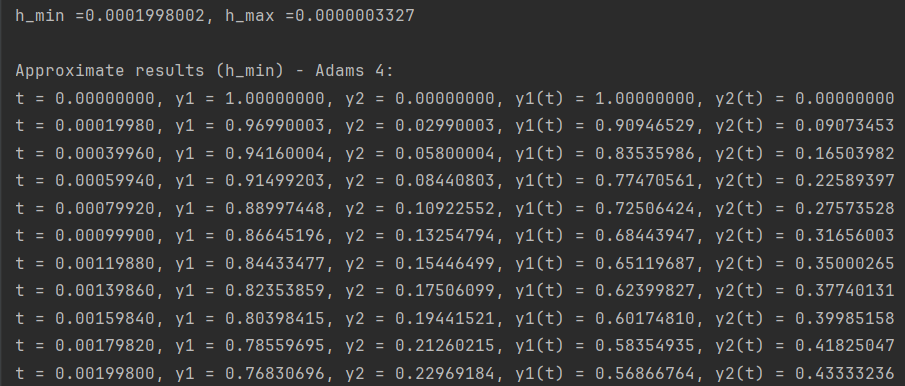 h_min =0.0001998002, h_max =0.0000003327
Approximate results (h_min) - Adams 4:
t = 0.00000000, y1 = 1.00000000, y2 = 0.00000000, y1(t) = 1.00000000, y2(t) = 0.00000000
t = 0.00019980, y1 = 0.96990003, y2 = 0.02990003, y1(t) = 0.90946529, y2(t) = 0.09073453
t = 0.00039960, y1 = 0.94160004, y2 = 0.05800004, y1(t) = 0.83535986, y2(t) = 0.16503982
t = 0.00059940, y1 = 0.91499203, y2 = 0.08440803, y1(t) = 0.77470561, y2(t) = 0.22589397
t = 0.00079920, y1 = 0.88997448, y2 = 0.10922552, y1(t) = 0.72506424, y2(t) = 0.27573528
t = 0.00099900, y1 = 0.86645196, y2 = 0.13254794, y1(t) = 0.68443947, y2(t) = 0.31656003
t = 0.00119880, y1 = 0.84433477, y2 = 0.15446499, y1(t) = 0.65119687, y2(t) = 0.35000265
t = 0.00139860, y1 = 0.82353859, y2 = 0.17506099, y1(t) = 0.62399827, y2(t) = 0.37740131
t = 0.00159840, y1 = 0.80398415, y2 = 0.19441521, y1(t) = 0.60174810, y2(t) = 0.39985158
t = 0.00179820, y1 = 0.78559695, y2 = 0.21260215, y1(t) = 0.58354935, y2(t) = 0.41825047
t = 0.00199800, y1 = 0.76830696, y2 = 0.22969184, y1(t) = 0.56866764, y2(t) = 0.43333236